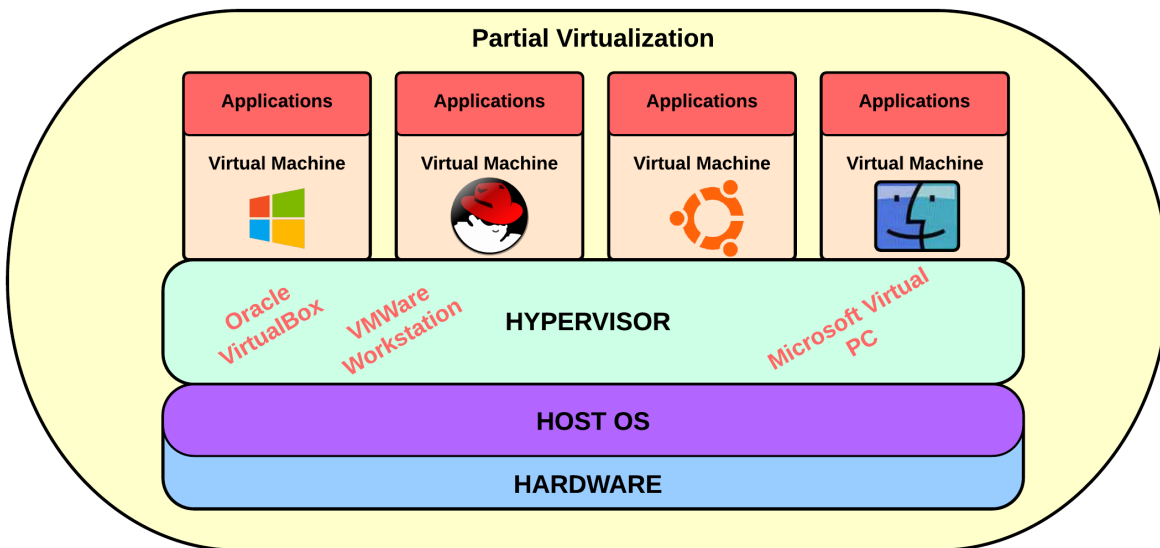 Partial Virtualization
Applications
Applications
Applications
Applications
Virtual Machine
Virtual Machine
Virtual Machine
Virtual Machine
Oracle
VirtualBox
VMWare
Workstation
HYPERVISOR
Microsoft Virtual
PC
HOST OS
HARDWARE